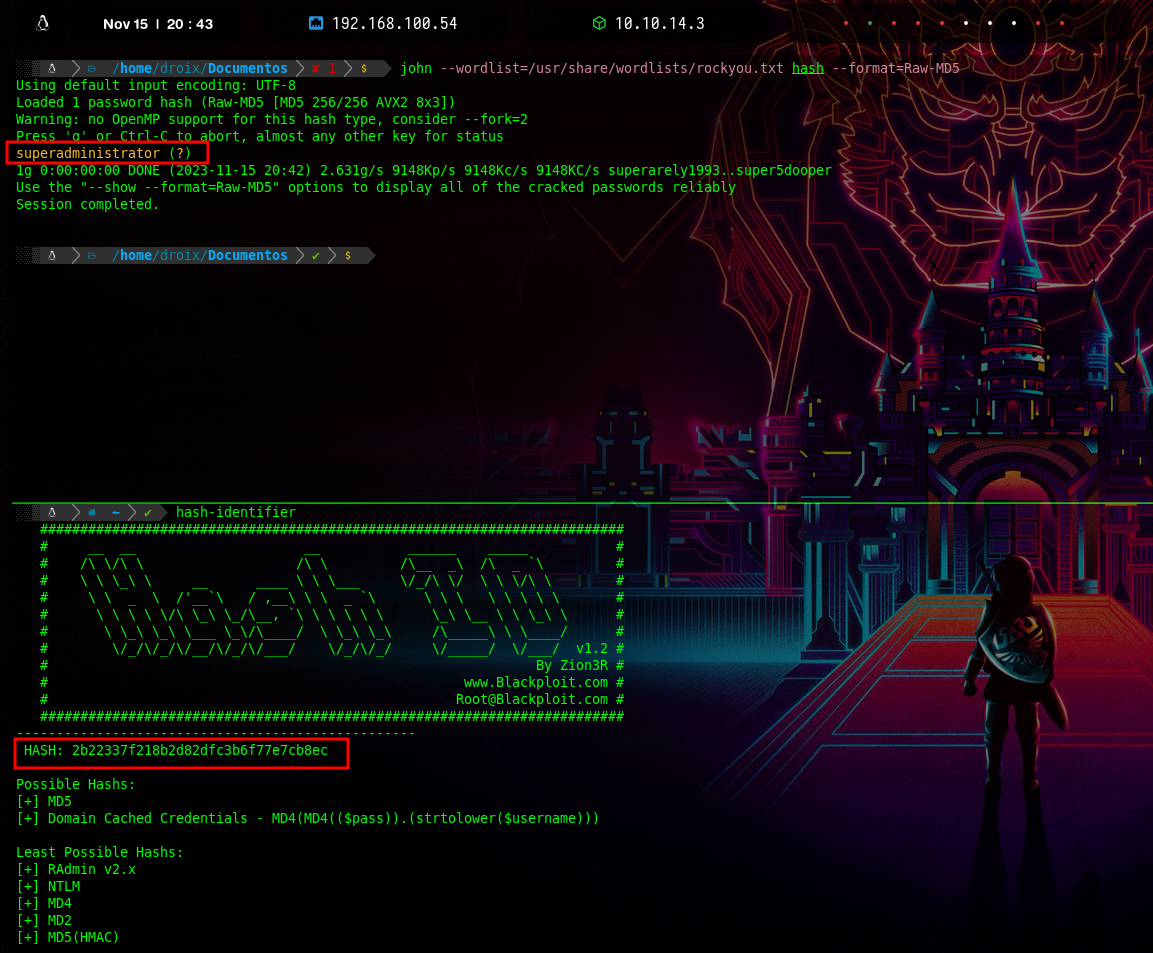 Nov 15 | 20 : 43 192.168.100.54 10.10.14.3
/home/droix/Documentos ✘ 1 $ john --wordlist=/usr/share/wordlists/rockyou.txt hash --format=Raw-MD5
Using default input encoding: UTF-8
Loaded 1 password hash (Raw-MD5 [MD5 256/256 AVX2 8x3])
Warning: no OpenMP support for this hash type, consider --fork=2
Press 'q' or Ctrl-C to abort, almost any other key for status
superadministrator (?)
1g 0:00:00:00 DONE (2023-11-15 20:42) 2.631g/s 9148Kp/s 9148Kc/s 9148KC/s superarely1993..super5dooper
Use the "--show --format=Raw-MD5" options to display all of the cracked passwords reliably
Session completed.
/home/droix/Documentos ✔ $
~ ✔ hash-identifier
Hash ID
v1.2
By Zion3R
www.Blackploit.com
Root@Blackploit.com
HASH: 2b22337f218b2d82dfc3b6f77e7cb8ec
Possible Hashs:
[+] MD5
[+] Domain Cached Credentials - MD4(MD4(($pass)).(strtolower($username)))
Least Possible Hashs:
[+] RAdmin v2.x
[+] NTLM
[+] MD4
[+] MD2
[+] MD5(HMAC)